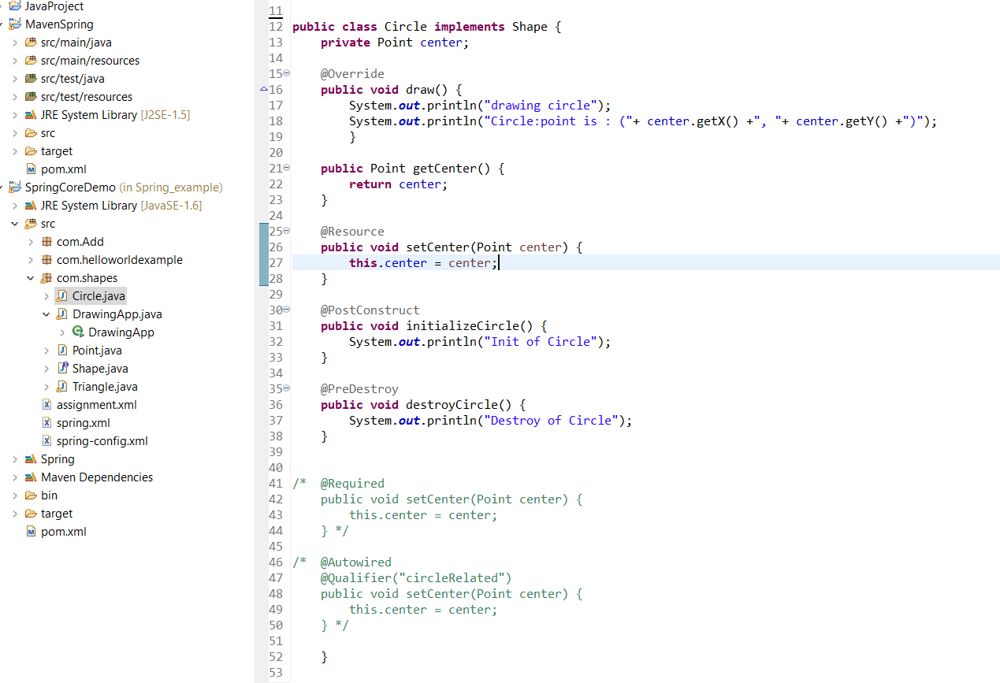 JavaProject
MavenSpring
src/main/java
src/main/resources
src/test/java
src/test/resources
JRE System Library [J2SE-1.5]
src
target
pom.xml
SpringCoreDemo (in Spring_example)
JRE System Library [JavaSE-1.6]
src
com.Add
com.helloworldexample
com.shapes
Circle.java
DrawingApp.java
DrawingApp
Point.java
Shape.java
Triangle.java
assignment.xml
spring.xml
spring-config.xml
Spring
Maven Dependencies
bin
target
pom.xml
11
12 public class Circle implements Shape {
13 private Point center;
14
15 @Override
16 public void draw() {
17 System.out.println("drawing circle");
18 System.out.println("Circle:point is : ("+ center.getX() +", "+ center.getY() +")");
19 }
20
21 public Point getCenter() {
22 return center;
23 }
24
25 @Resource
26 public void setCenter(Point center) {
27 this.center = center;
28 }
29
30 @PostConstruct
31 public void initializeCircle() {
32 System.out.println("Init of Circle");
33 }
34
35 @PreDestroy
36 public void destroyCircle() {
37 System.out.println("Destroy of Circle");
38 }
39
40
41 /* @Required
42 public void setCenter(Point center) {
43 this.center = center;
44 } */
45
46 /* @Autowired
47 @Qualifier("circleRelated")
48 public void setCenter(Point center) {
49 this.center = center;
50 } */
51
52 }
53